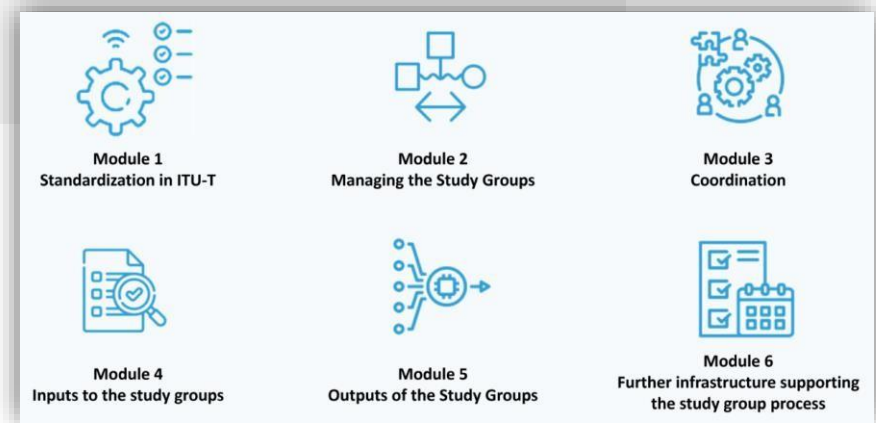 Module 1
Standardization in ITU-T
Module 2
Managing the Study Groups
Module 3
Coordination
Module 4
Inputs to the study groups
Module 5
Outputs of the Study Groups
Module 6
Further infrastructure supporting
the study group process